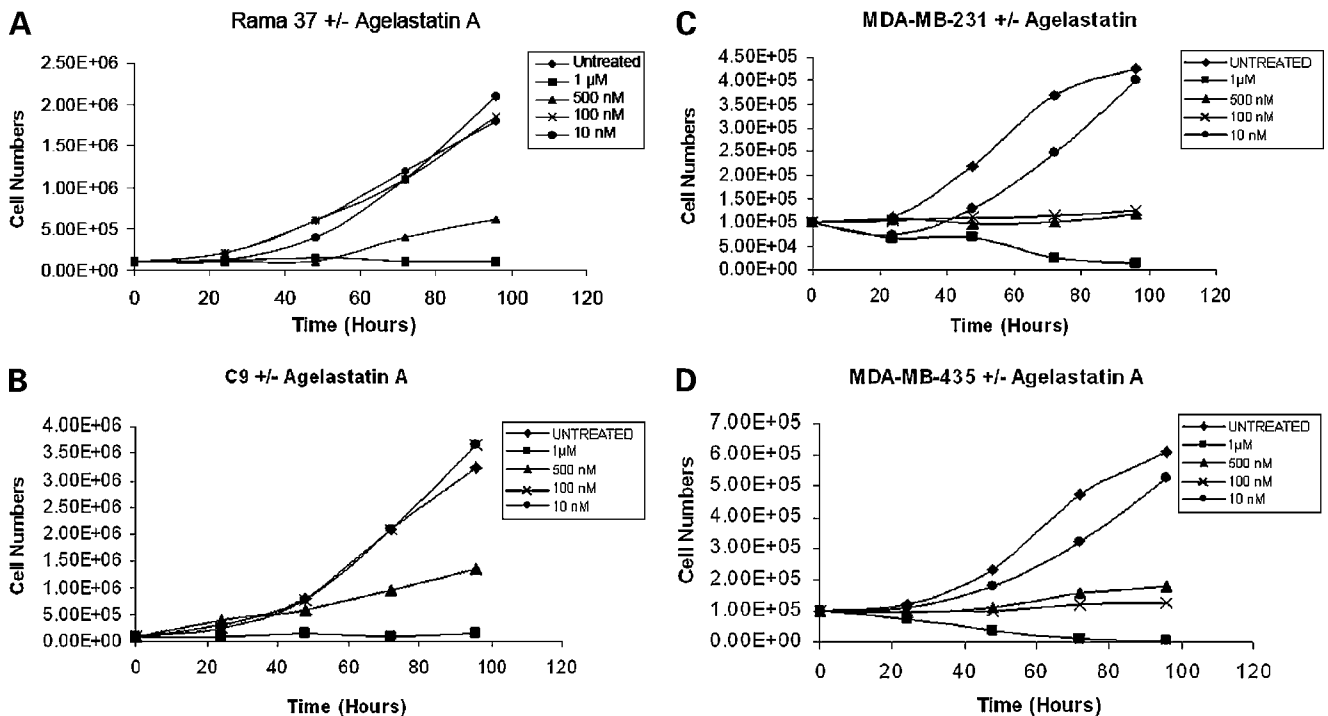 A
Rama 37 +/- Agelastatin A
2.50E+06
2.00E+06
1.50E+06
1.00E+06
5.00E+05
0.00E+00
Cell Numbers
0 20 40 60 80 100 120
Time (Hours)
Untreated
1 µM
500 nM
100 nM
10 nM
B
C9 +/- Agelastatin A
4.00E+06
3.50E+06
3.00E+06
2.50E+06
2.00E+06
1.50E+06
1.00E+06
5.00E+05
0.00E+00
Cell Numbers
0 20 40 60 80 100 120
Time (Hours)
UNTREATED
1µM
500 nM
100 nM
10 nM
C
MDA-MB-231 +/- Agelastatin
4.50E+05
4.00E+05
3.50E+05
3.00E+05
2.50E+05
2.00E+05
1.50E+05
1.00E+05
5.00E+04
0.00E+00
Cell Numbers
0 20 40 60 80 100 120
Time (Hours)
UNTREATED
1µM
500 nM
100 nM
10 nM
D
MDA-MB-435 +/- Agelastatin A
7.00E+05
6.00E+05
5.00E+05
4.00E+05
3.00E+05
2.00E+05
1.00E+05
0.00E+00
Cell Numbers
0 20 40 60 80 100 120
Time (Hours)
UNTREATED
1µM
500 nM
100 nM
10 nM